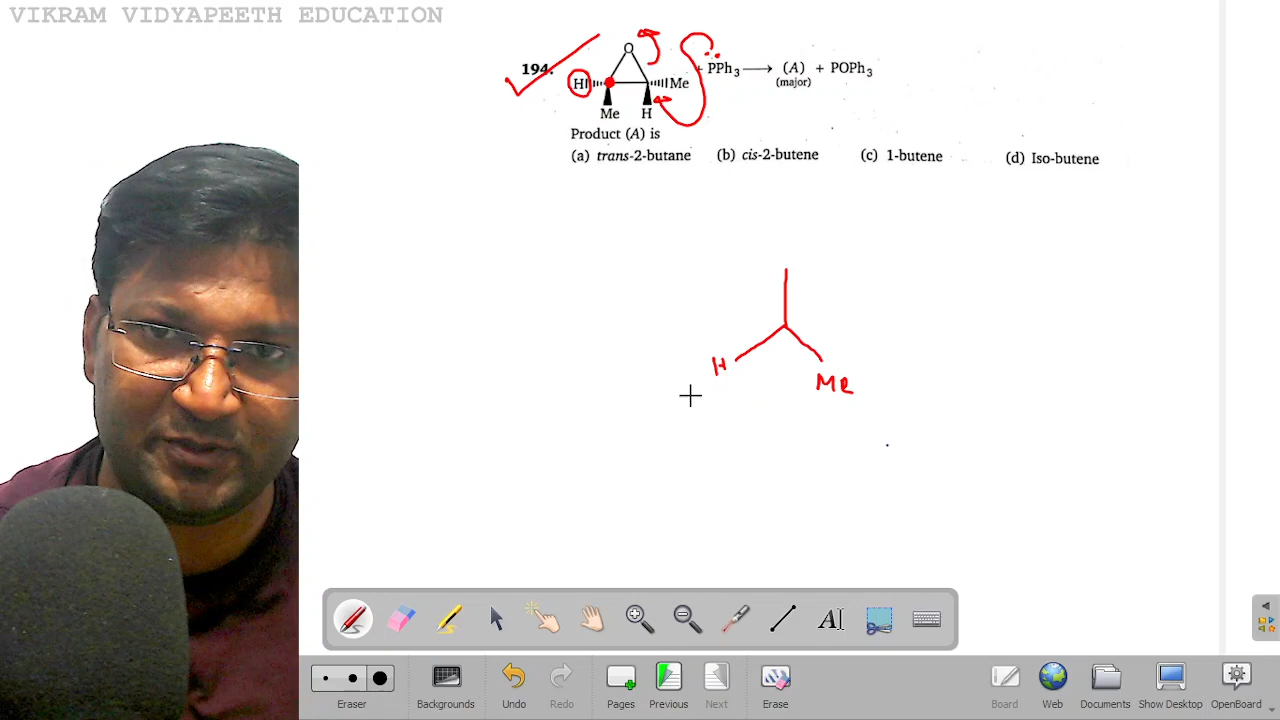 VIKRAM VIDYAPEETH EDUCATION
194.
O
H Me + PPh3 ⟶ (A) + POPh3
(major)
Me H
Product (A) is
(a) trans-2-butane (b) cis-2-butene (c) 1-butene (d) Iso-butene
H
Me
Eraser Backgrounds Undo Redo Pages Previous Next Erase Board Web Documents Show Desktop OpenBoard